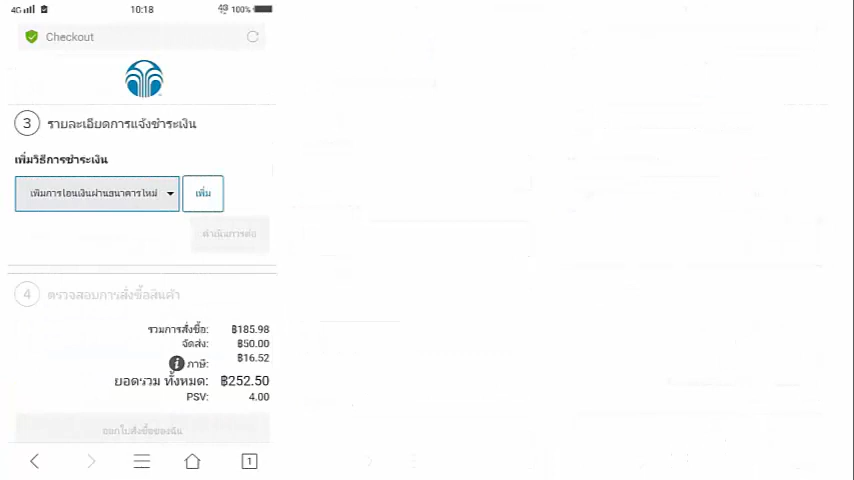 4G 10:18 4G 100%
Checkout
3 รายละเอียดการแจ้งชำระเงิน
เพิ่มวิธีการชำระเงิน
เพิ่มการโอนเงินผ่านธนาคารใหม่ เพิ่ม
ดำเนินการต่อ
4 ตรวจสอบการสั่งซื้อสินค้า
รวมการสั่งซื้อ: ฿185.98
จัดส่ง: ฿50.00
i ภาษี: ฿16.52
ยอดรวม ทั้งหมด: ฿252.50
PSV: 4.00
ออกใบสั่งซื้อของฉัน
1